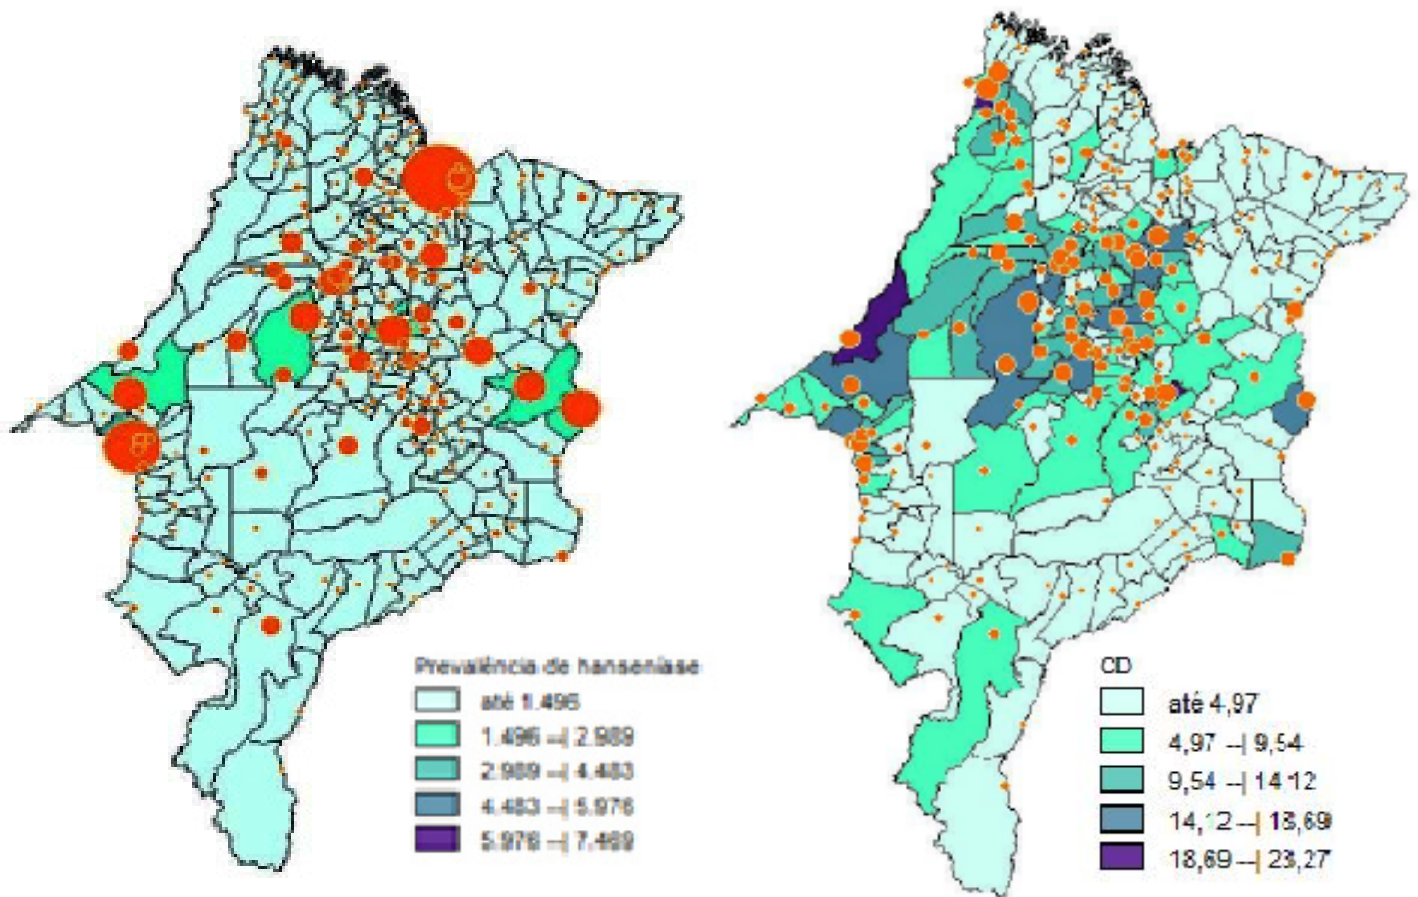 Prevalência de hanseníase
até 1.496
1.496 --| 2.989
2.989 --| 4.483
4.483 --| 5.976
5.976 --| 7.469
CD
até 4,97
4,97 --| 9,54
9,54 --| 14,12
14,12 --| 18,69
18,69 --| 23,27